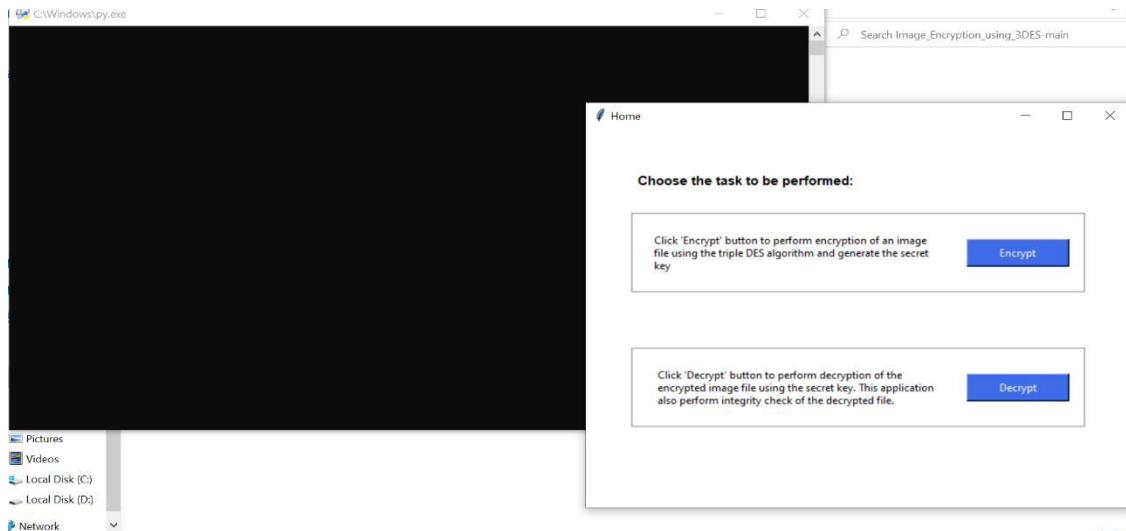 C:\Windows\py.exe
Search Image_Encryption_using_3DES-main
Home
Choose the task to be performed:
Click 'Encrypt' button to perform encryption of an image
file using the triple DES algorithm and generate the secret
key
Encrypt
Click 'Decrypt' button to perform decryption of the
encrypted image file using the secret key. This application
also perform integrity check of the decrypted file.
Decrypt
Pictures
Videos
Local Disk (C:)
Local Disk (D:)
Network